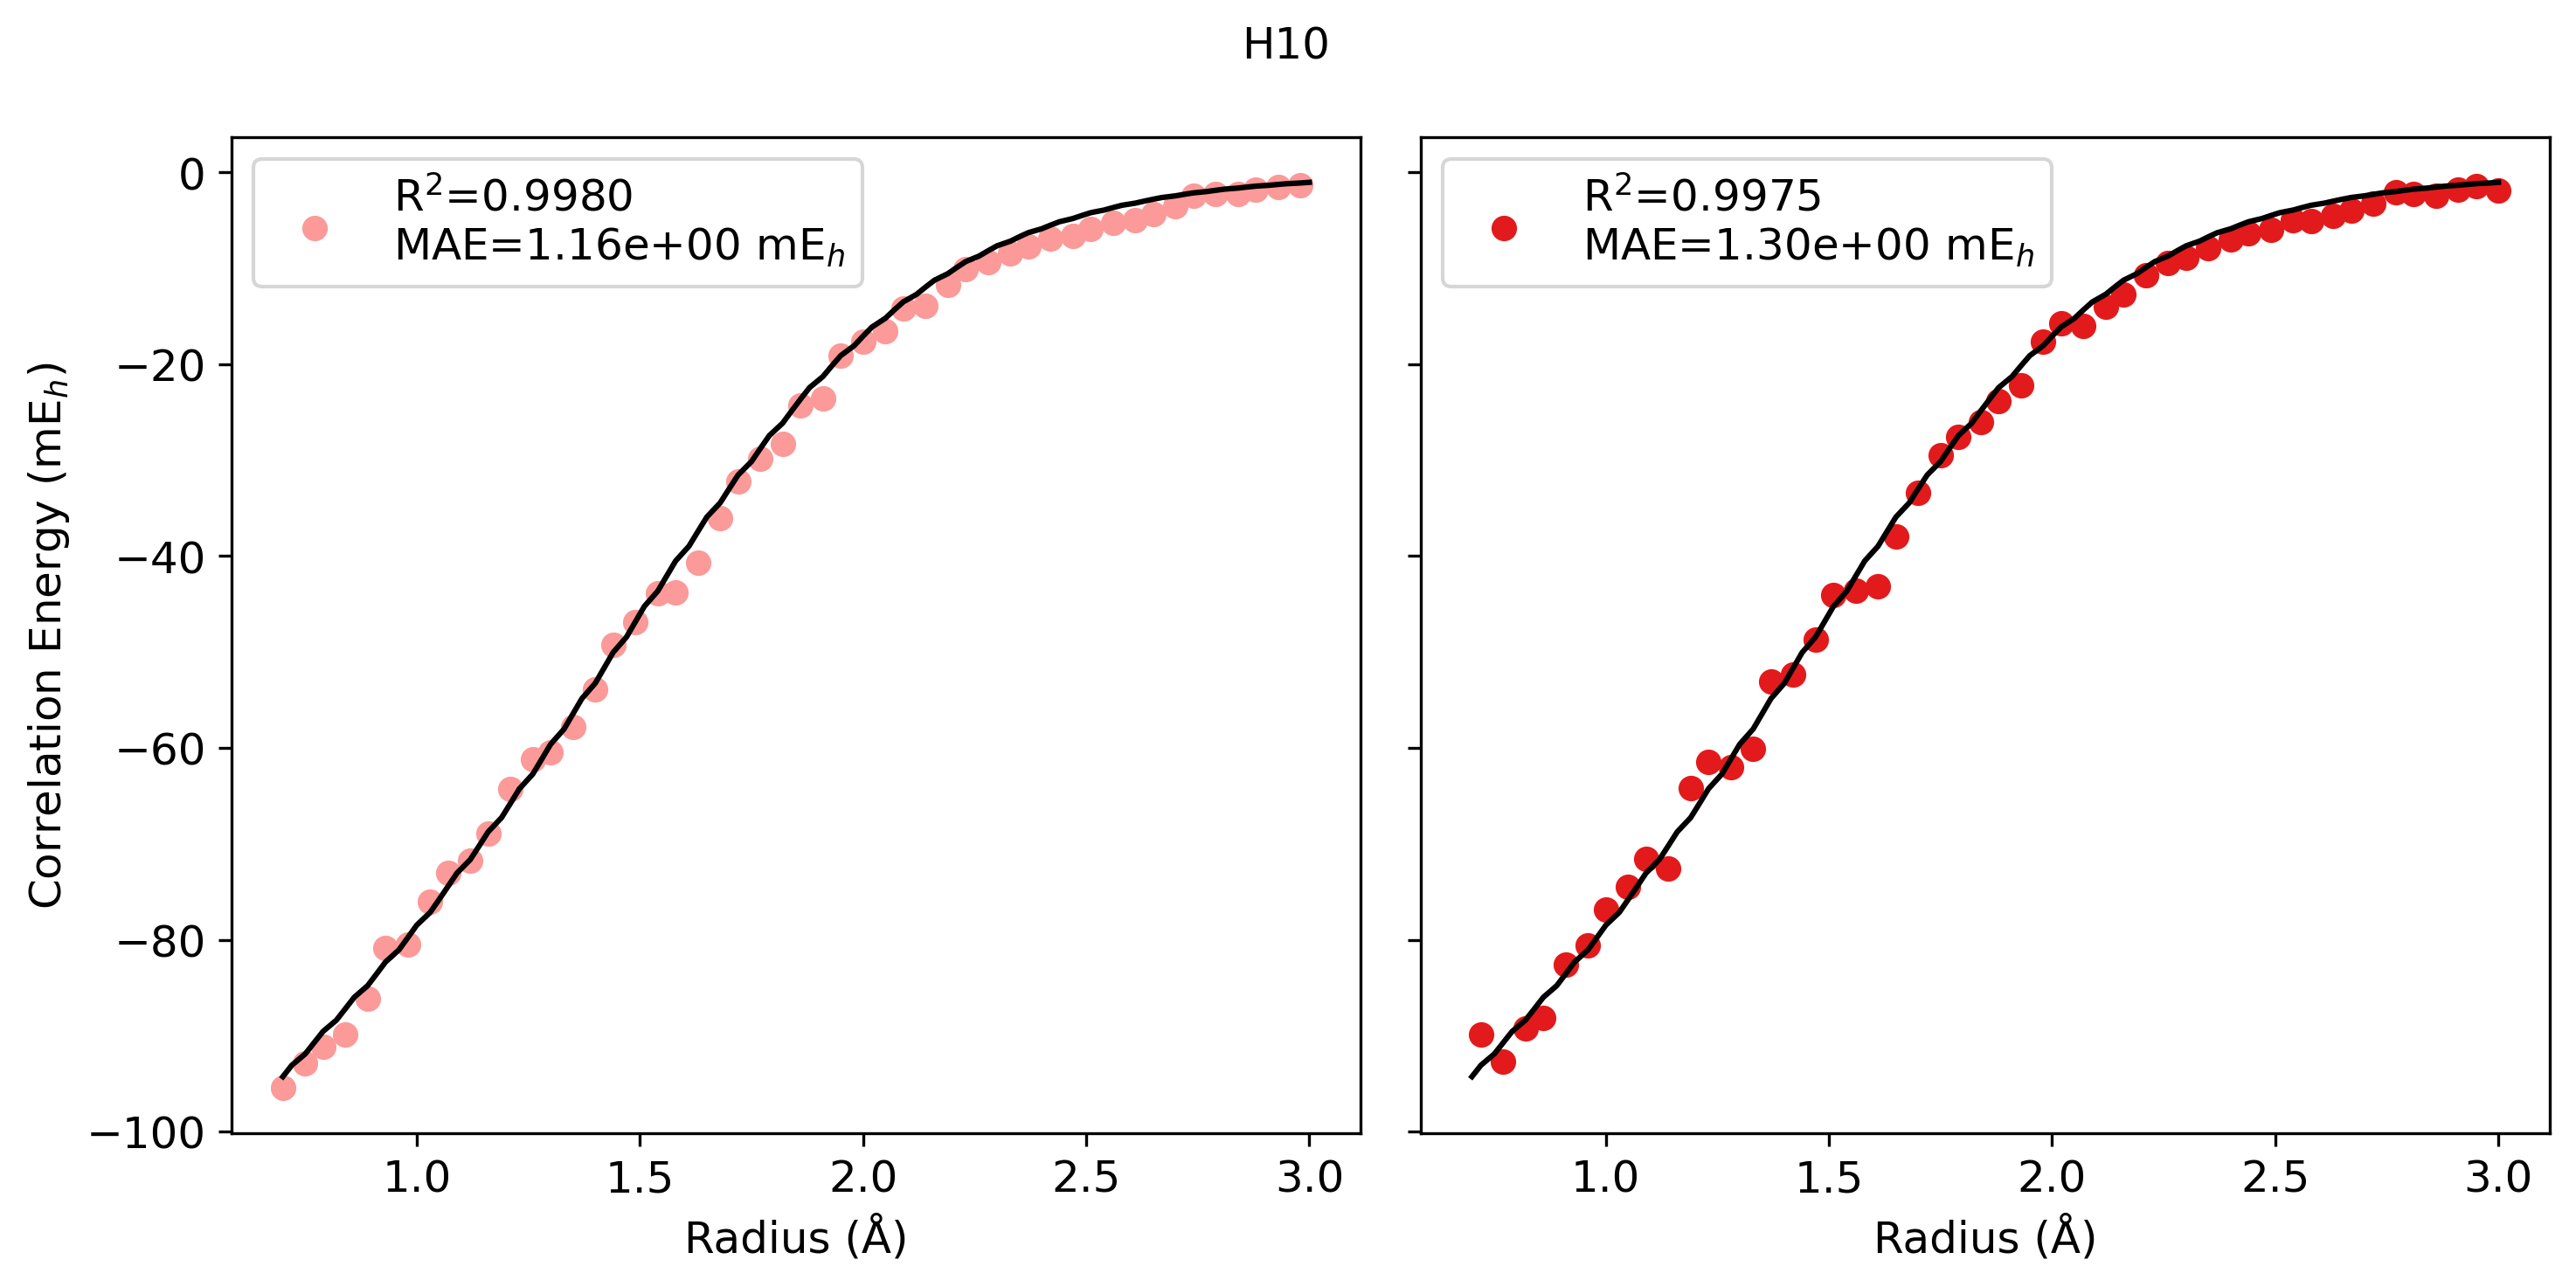 H10
R²=0.9980
MAE=1.16e+00 mEₕ
R²=0.9975
MAE=1.30e+00 mEₕ
Correlation Energy (mEₕ)
0
−20
−40
−60
−80
−100
1.0 1.5 2.0 2.5 3.0
1.0 1.5 2.0 2.5 3.0
Radius (Å)
Radius (Å)